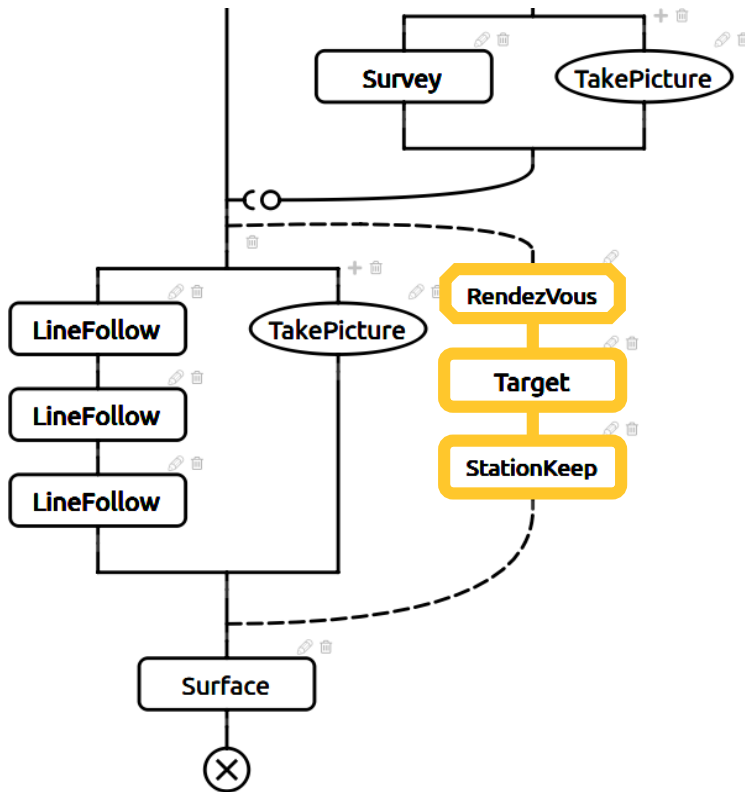 Survey
TakePicture
LineFollow
TakePicture
RendezVous
LineFollow
Target
LineFollow
StationKeep
Surface